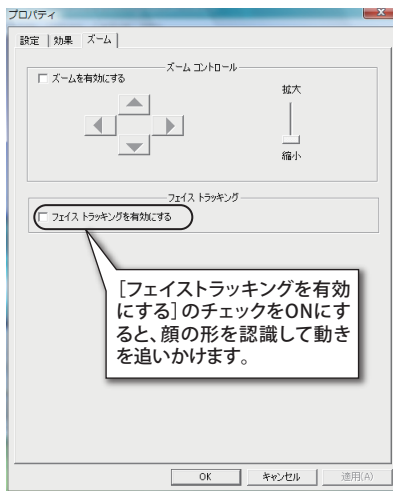 プロパティ
設定 効果 ズーム
ズーム コントロール
ズームを有効にする
拡大
縮小
フェイス トラッキング
フェイス トラッキングを有効にする
［フェイストラッキングを有効
にする］のチェックをONにす
ると、顔の形を認識して動き
を追いかけます。
OK キャンセル 適用(A)